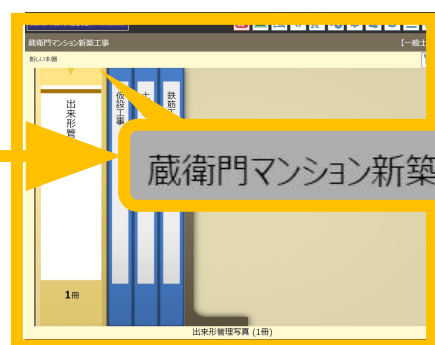 蔵衛門マンション新築工事
【一般土
新しい本棚
出来形管
仮設工事
土
鉄筋工
蔵衛門マンション新築
1冊
出来形管理写真 (1冊)